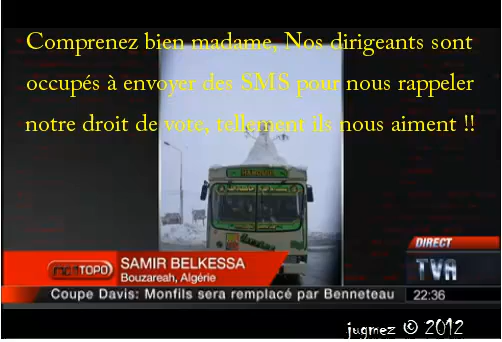 Comprenez bien madame, Nos dirigeants sont
occupés à envoyer des SMS pour nous rappeler
notre droit de vote, tellement ils nous aiment !!
MONTOPO
SAMIR BELKESSA
Bouzareah, Algérie
DIRECT
TVA
Coupe Davis: Monfils sera remplacé par Benneteau
22:36
jugmez © 2012